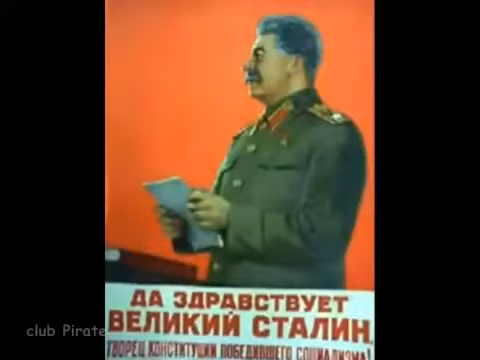 ДА ЗДРАВСТВУЕТ
ВЕЛИКИЙ СТАЛИН,
ТВОРЕЦ КОНСТИТУЦИИ ПОБЕДИВШЕГО СОЦИАЛИЗМА!
club Pirate